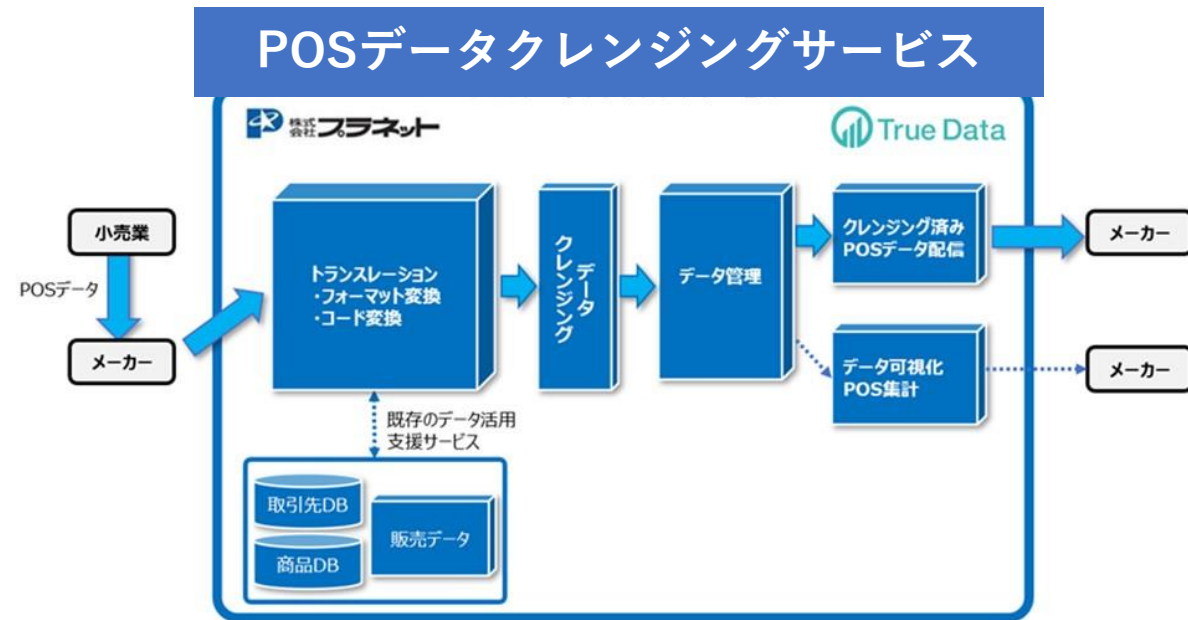 POSデータクレンジングサービス
株式会社プラネット
True Data
小売業
POSデータ
メーカー
トランスレーション
・フォーマット変換
・コード変換
データ
クレンジング
データ管理
クレンジング済み
POSデータ配信
メーカー
データ可視化
POS集計
メーカー
既存のデータ活用
支援サービス
取引先DB
商品DB
販売データ